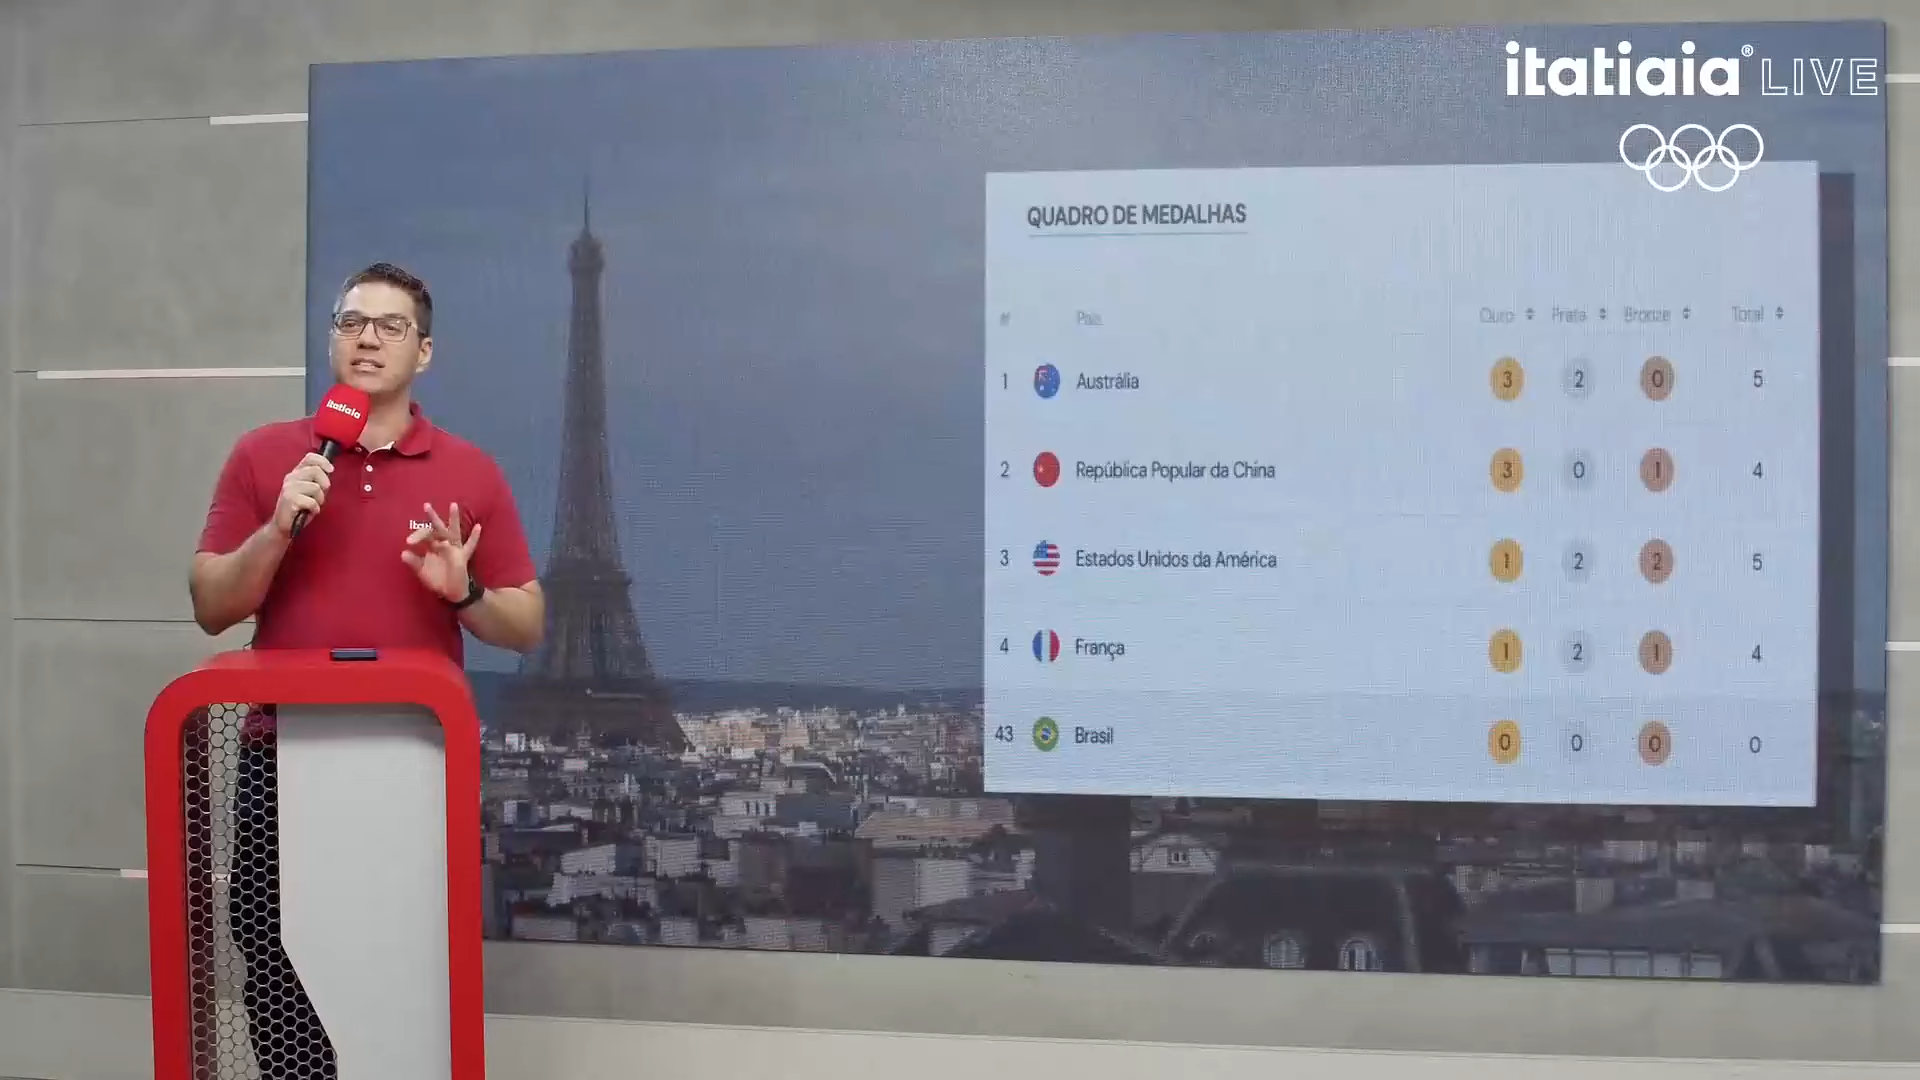 itatiaia® LIVE
QUADRO DE MEDALHAS
# País Ouro Prata Bronze Total
1 Austrália 3 2 0 5
2 República Popular da China 3 0 1 4
3 Estados Unidos da América 1 2 2 5
4 França 1 2 1 4
43 Brasil 0 0 0 0
itatiaia